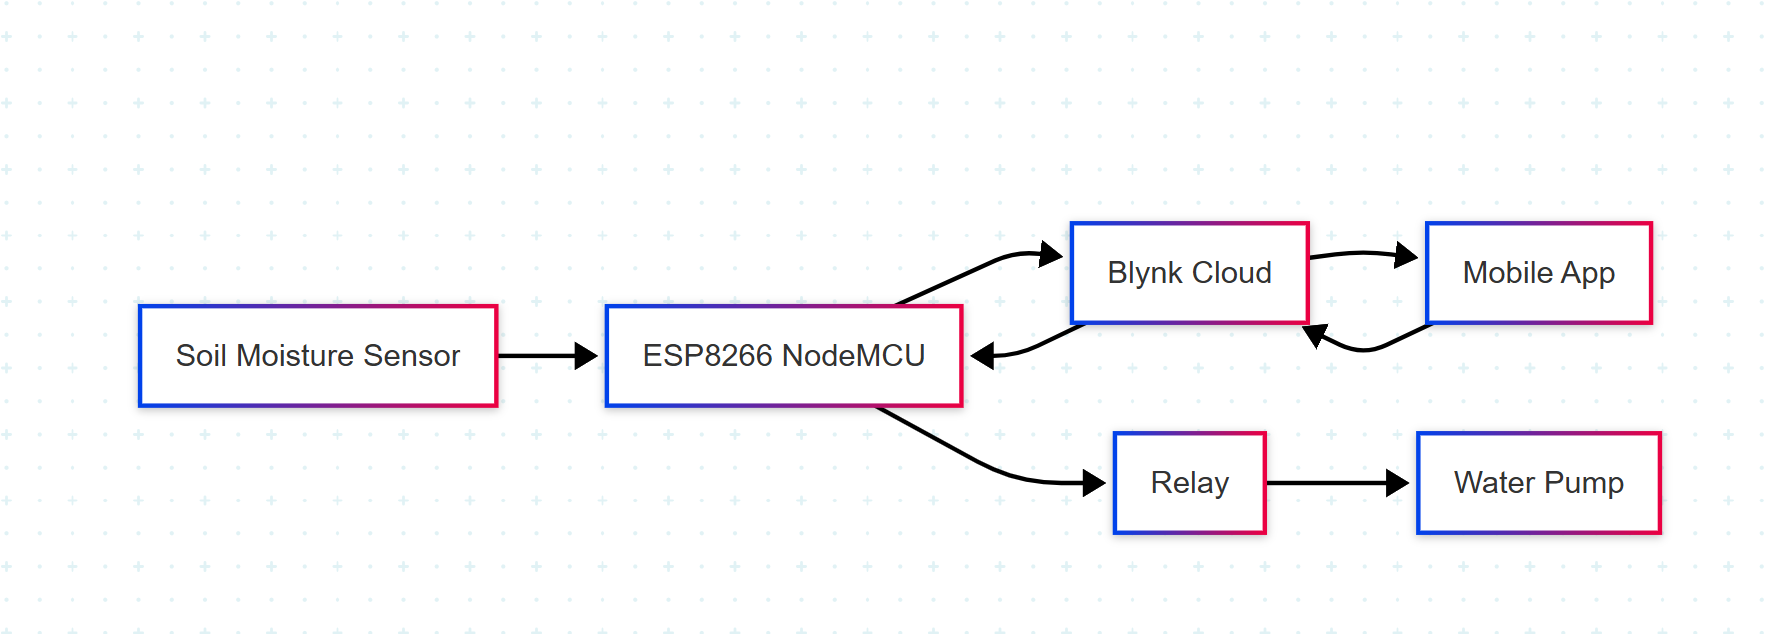 Soil Moisture Sensor
ESP8266 NodeMCU
Blynk Cloud
Mobile App
Relay
Water Pump